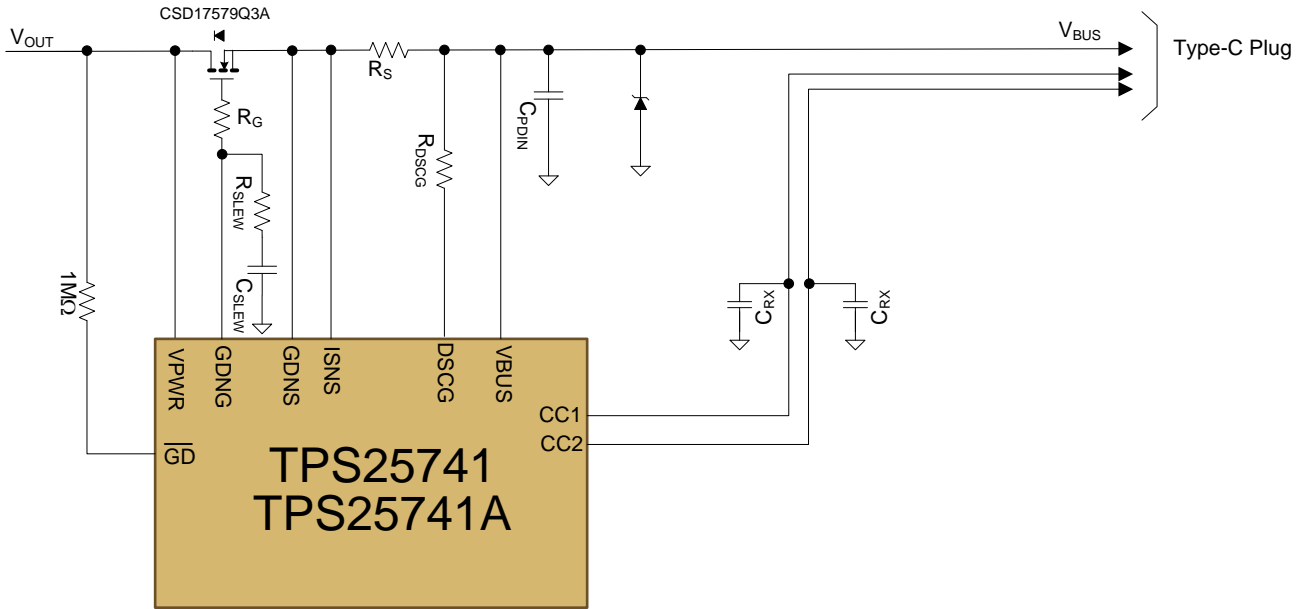 CSD17579Q3A
VOUT
VBUS
Type-C Plug
RS
RG
CPDIN
RDSCG
RSLEW
CSLEW
1MΩ
CRX
CRX
VPWR
GDNG
GDNS
ISNS
DSCG
VBUS
CC1
CC2
GD
TPS25741
TPS25741A